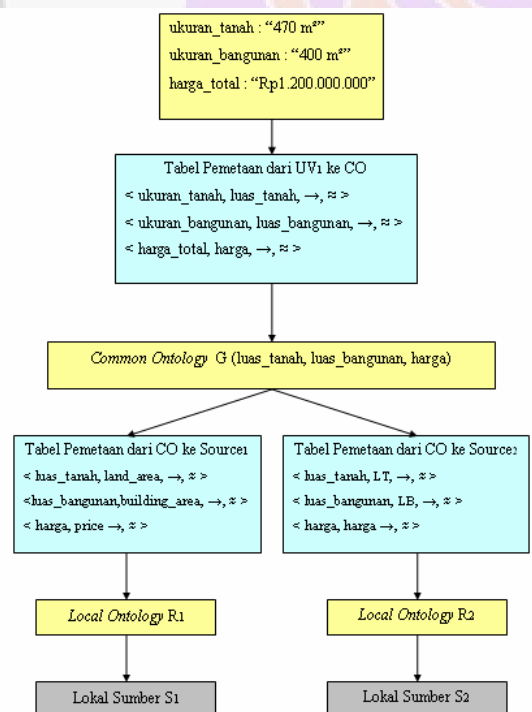 ukuran_tanah : “470 m²”
ukuran_bangunan : “400 m²”
harga_total : “Rp1.200.000.000”
Tabel Pemetaan dari UV1 ke CO
< ukuran_tanah, luas_tanah, →, ≈ >
< ukuran_bangunan, luas_bangunan, →, ≈ >
< harga_total, harga, →, ≈ >
Common Ontology G (luas_tanah, luas_bangunan, harga)
Tabel Pemetaan dari CO ke Source1
< luas_tanah, land_area, →, ≈ >
<luas_bangunan,building_area, →, ≈ >
< harga, price →, ≈ >
Tabel Pemetaan dari CO ke Source2
< luas_tanah, LT, →, ≈ >
< luas_bangunan, LB, →, ≈ >
< harga, harga →, ≈ >
Local Ontology R1
Local Ontology R2
Lokal Sumber S1
Lokal Sumber S2